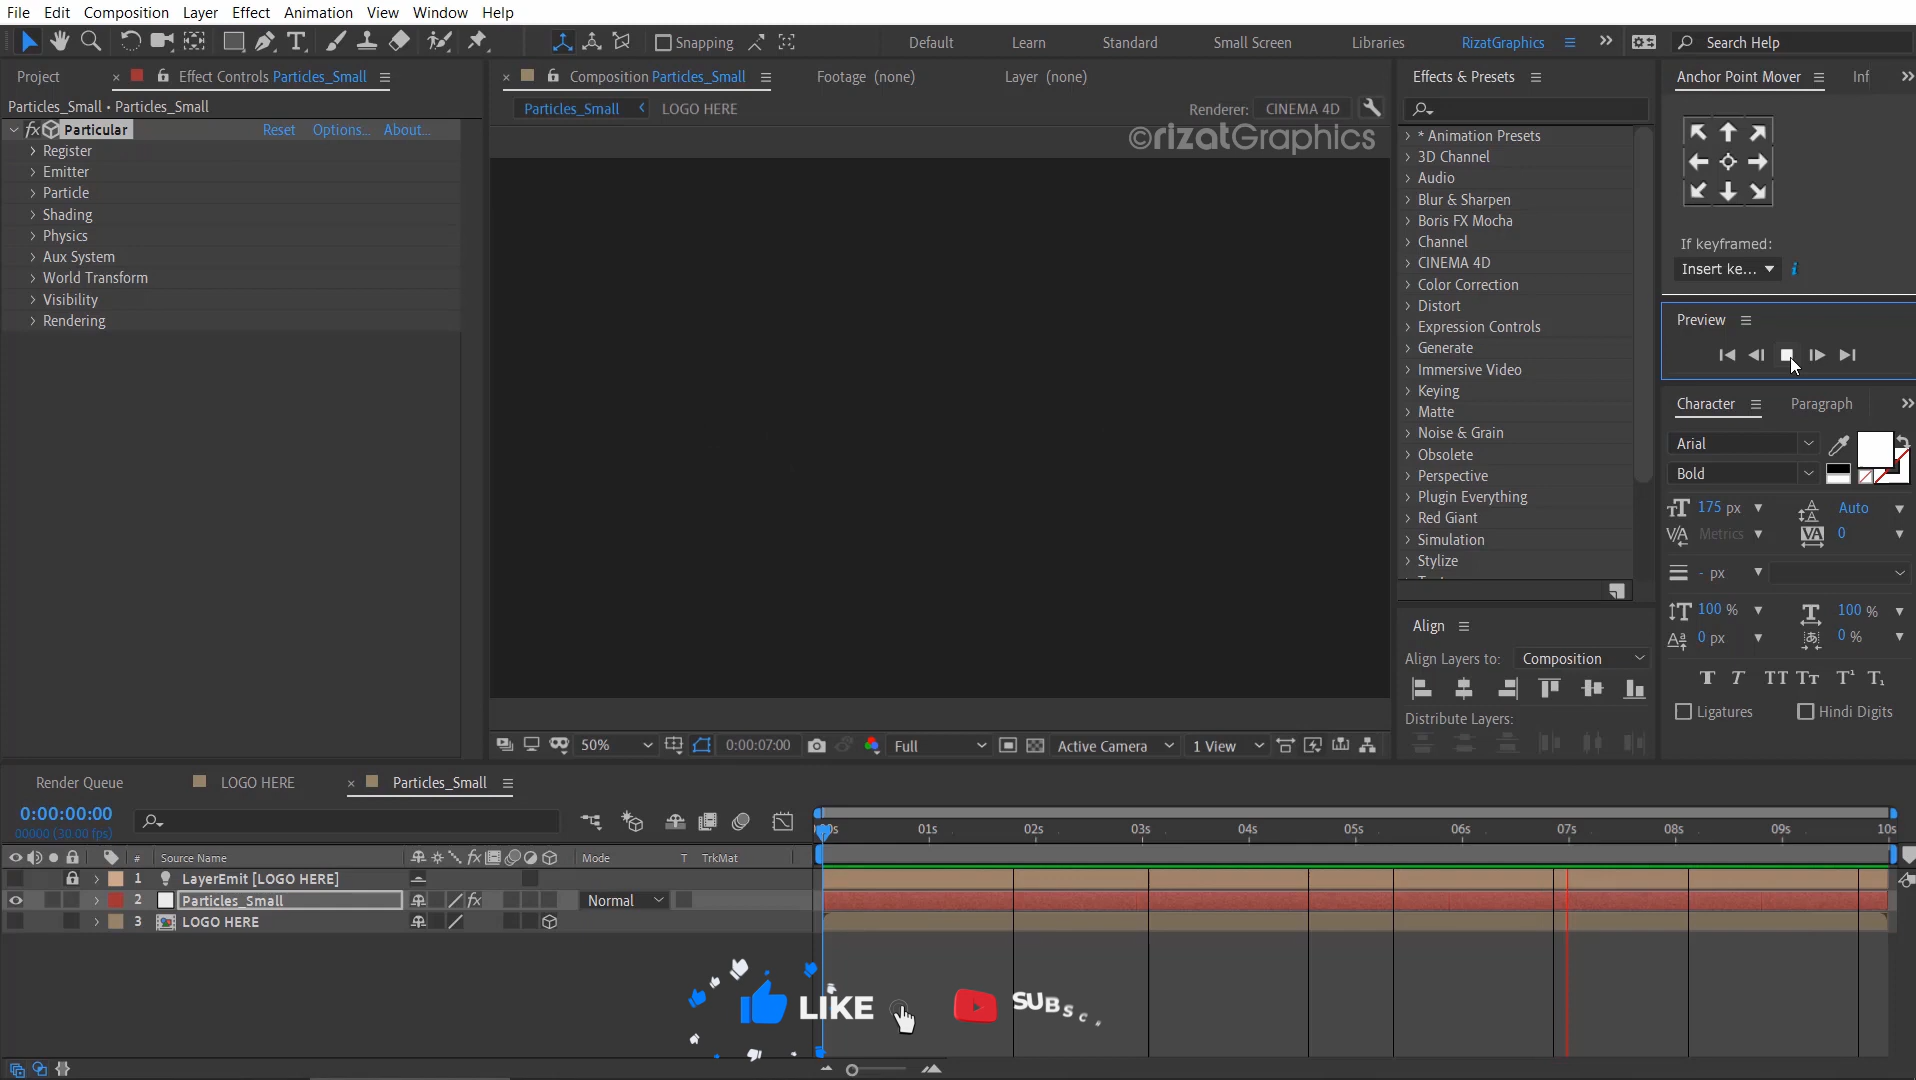 File Edit Composition Layer Effect Animation View Window Help
Snapping Default Learn Standard Small Screen Libraries RizatGraphics Search Help
Project Effect Controls Particles_Small
Composition Particles_Small Footage (none) Layer (none)
Effects & Presets
Anchor Point Mover Inf
Particles_Small • Particles_Small
Particles_Small LOGO HERE Renderer: CINEMA 4D
©rizatGraphics
fx Particular Reset Options... About...
Register
Emitter
Particle
Shading
Physics
Aux System
World Transform
Visibility
Rendering
* Animation Presets
3D Channel
Audio
Blur & Sharpen
Boris FX Mocha
Channel
CINEMA 4D
Color Correction
Distort
Expression Controls
Generate
Immersive Video
Keying
Matte
Noise & Grain
Obsolete
Perspective
Plugin Everything
Red Giant
Simulation
Stylize
If keyframed:
Insert ke...
Preview
Character Paragraph
Arial
Bold
175 px Auto
Metrics 0
- px
100 % 100 %
0 px 0 %
Ligatures Hindi Digits
Align
Align Layers to: Composition
Distribute Layers:
50% 0:00:07:00 Full Active Camera 1 View
Render Queue LOGO HERE Particles_Small
0:00:00:00
00000 (30.00 fps)
01s 02s 03s 04s 05s 06s 07s 08s 09s 10s
# Source Name Mode T TrkMat
1 LayerEmit [LOGO HERE]
2 Particles_Small Normal
3 LOGO HERE
LIKE SUBSC